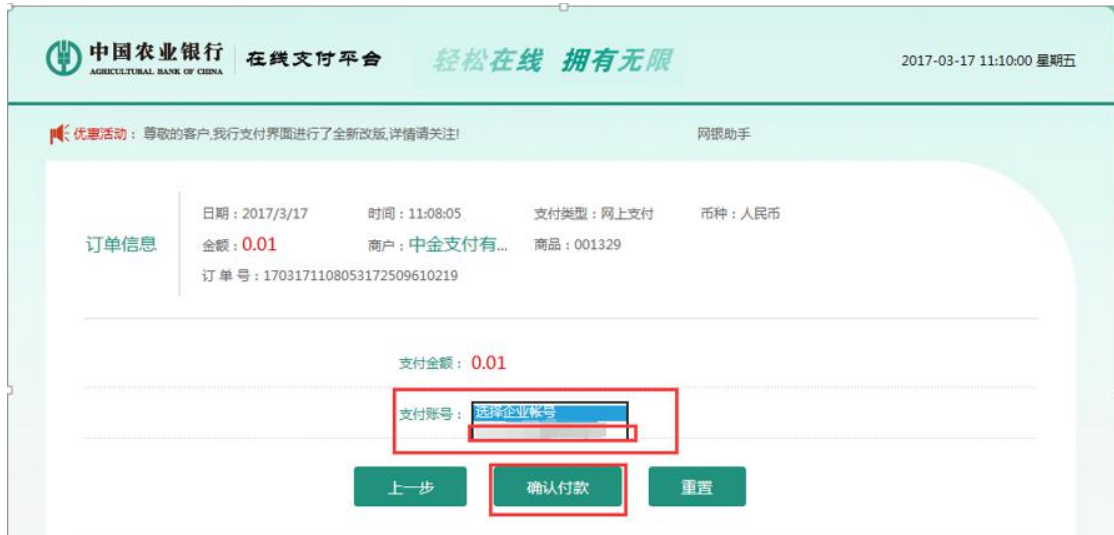 中国农业银行
AGRICULTURAL BANK OF CHINA
在线支付平台
轻松在线 拥有无限
2017-03-17 11:10:00 星期五
优惠活动：尊敬的客户,我行支付界面进行了全新改版,详情请关注!
网银助手
订单信息
日期：2017/3/17 时间：11:08:05 支付类型：网上支付 币种：人民币
金额：0.01 商户：中金支付有... 商品：001329
订 单 号：1703171108053172509610219
支付金额：0.01
支付账号：选择企业帐号
上一步 确认付款 重置